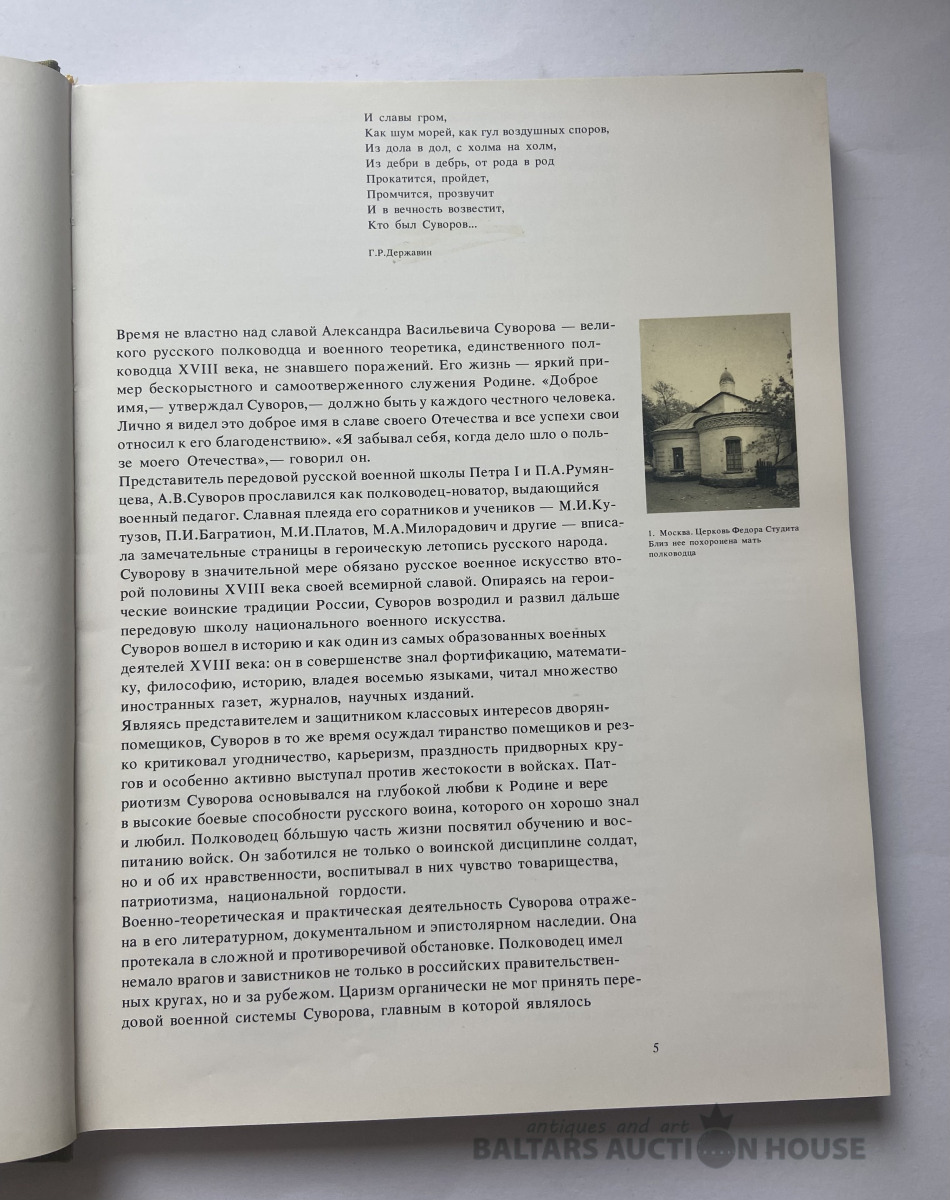 И славы гром,
Как шум морей, как гул воздушных споров,
Из дола в дол, с холма на холм,
Из дебри в дебрь, от рода в род
Прокатится, пройдет,
Промчится, прозвучит
И в вечность возвестит,
Кто был Суворов...
Г.Р.Державин
Время не властно над славой Александра Васильевича Суворова — вели-
кого русского полководца и военного теоретика, единственного пол-
ководца XVIII века, не знавшего поражений. Его жизнь — яркий при-
мер бескорыстного и самоотверженного служения Родине. «Доброе
имя,— утверждал Суворов,— должно быть у каждого честного человека.
Лично я видел это доброе имя в славе своего Отечества и все успехи свои
относил к его благоденствию». «Я забывал себя, когда дело шло о поль-
зе моего Отечества»,— говорил он.
Представитель передовой русской военной школы Петра I и П.А.Румян-
цева, А.В.Суворов прославился как полководец-новатор, выдающийся
военный педагог. Славная плеяда его соратников и учеников — М.И.Ку-
тузов, П.И.Багратион, М.И.Платов, М.А.Милорадович и другие — вписа-
ла замечательные страницы в героическую летопись русского народа.
Суворову в значительной мере обязано русское военное искусство вто-
рой половины XVIII века своей всемирной славой. Опираясь на герои-
ческие воинские традиции России, Суворов возродил и развил дальше
передовую школу национального военного искусства.
Суворов вошел в историю и как один из самых образованных военных
деятелей XVIII века: он в совершенстве знал фортификацию, математи-
ку, философию, историю, владея восемью языками, читал множество
иностранных газет, журналов, научных изданий.
Являясь представителем и защитником классовых интересов дворян-
помещиков, Суворов в то же время осуждал тиранство помещиков и рез-
ко критиковал угодничество, карьеризм, праздность придворных кру-
гов и особенно активно выступал против жестокости в войсках. Пат-
риотизм Суворова основывался на глубокой любви к Родине и вере
в высокие боевые способности русского воина, которого он хорошо знал
и любил. Полководец бо́льшую часть жизни посвятил обучению и вос-
питанию войск. Он заботился не только о воинской дисциплине солдат,
но и об их нравственности, воспитывал в них чувство товарищества,
патриотизма, национальной гордости.
Военно-теоретическая и практическая деятельность Суворова отраже-
на в его литературном, документальном и эпистолярном наследии. Она
протекала в сложной и противоречивой обстановке. Полководец имел
немало врагов и завистников не только в российских правительствен-
ных кругах, но и за рубежом. Царизм органически не мог принять пере-
довой военной системы Суворова, главным в которой являлось
1. Москва. Церковь Федора Студита
Близ нее похоронена мать
полководца
5
antiques and art
BALTARS AUCTION HOUSE